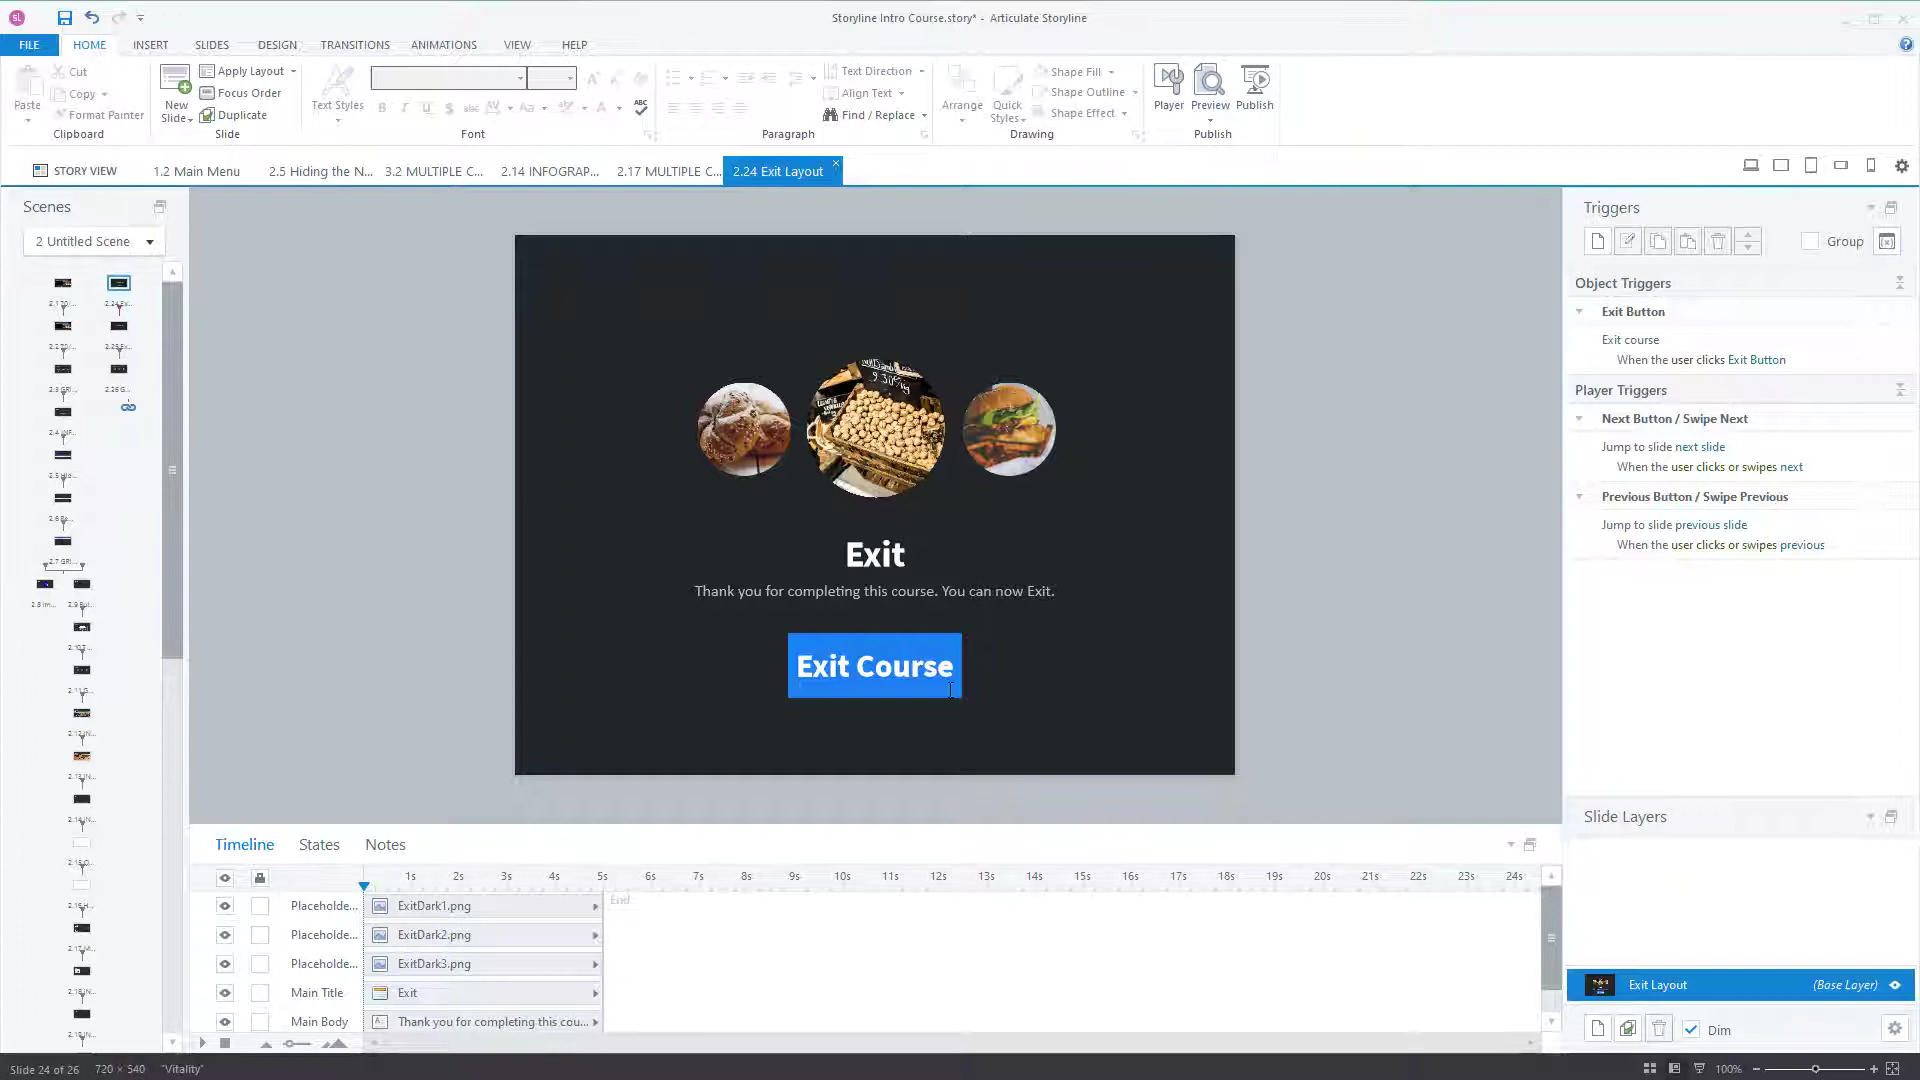 sl
Storyline Intro Course.story* - Articulate Storyline
FILE
HOME
INSERT
SLIDES
DESIGN
TRANSITIONS
ANIMATIONS
VIEW
HELP
Paste
Cut
Copy
Format Painter
Clipboard
New
Slide
Apply Layout
Focus Order
Duplicate
Slide
Text Styles
ABC
Font
Text Direction
Align Text
Find / Replace
Paragraph
Arrange
Quick
Styles
Shape Fill
Shape Outline
Shape Effect
Drawing
Player
Preview
Publish
Publish
STORY VIEW
1.2 Main Menu
2.5 Hiding the N...
3.2 MULTIPLE C...
2.14 INFOGRAP...
2.17 MULTIPLE C...
2.24 Exit Layout
Scenes
2 Untitled Scene
9.30€/kg
Exit
Thank you for completing this course. You can now Exit.
Exit Course
Triggers
Group
Object Triggers
Exit Button
Exit course
When the user clicks Exit Button
Player Triggers
Next Button / Swipe Next
Jump to slide next slide
When the user clicks or swipes next
Previous Button / Swipe Previous
Jump to slide previous slide
When the user clicks or swipes previous
Slide Layers
Exit Layout
(Base Layer)
Dim
Timeline
States
Notes
1s 2s 3s 4s 5s 6s 7s 8s 9s 10s 11s 12s 13s 14s 15s 16s 17s 18s 19s 20s 21s 22s 23s 24s
End
Placeholde... ExitDark1.png
Placeholde... ExitDark2.png
Placeholde... ExitDark3.png
Main Title Exit
Main Body Thank you for completing this cou...
Slide 24 of 26
720 × 540
"Vitality"
100%